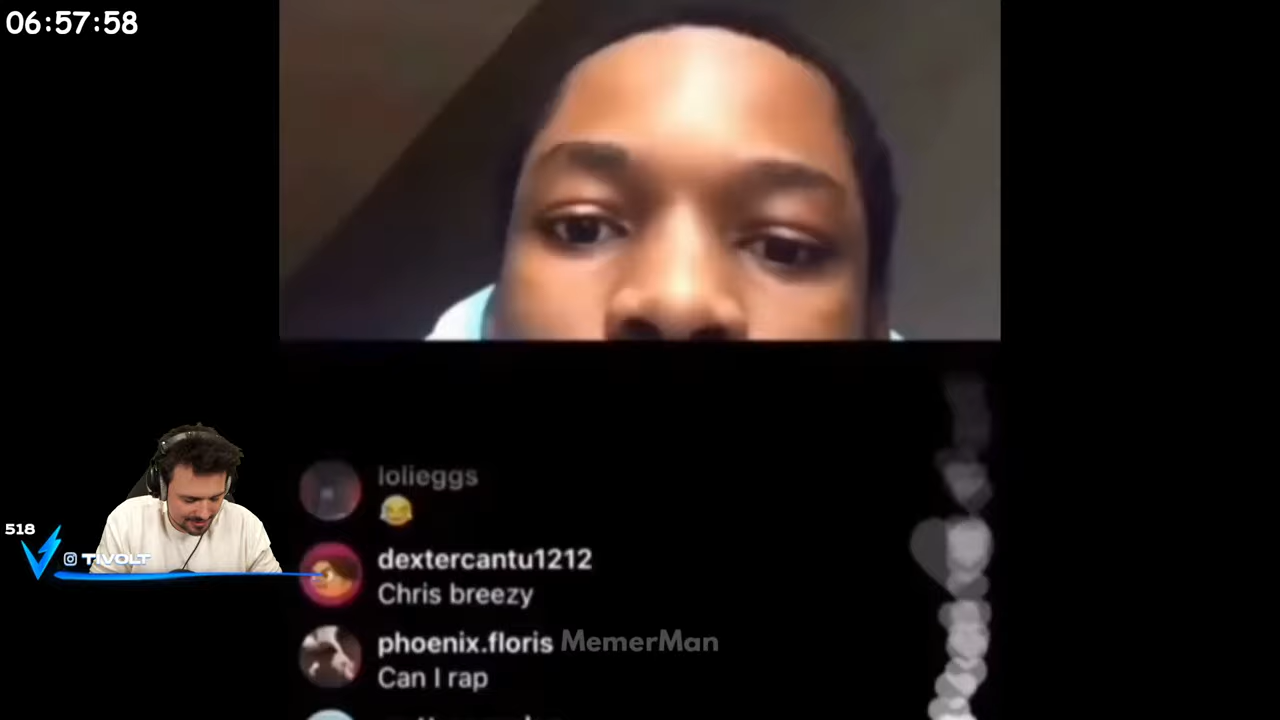 06:57:58
lolieggs
😂
dextercantu1212
Chris breezy
phoenix.floris
MemerMan
Can I rap
518
TIVOLT